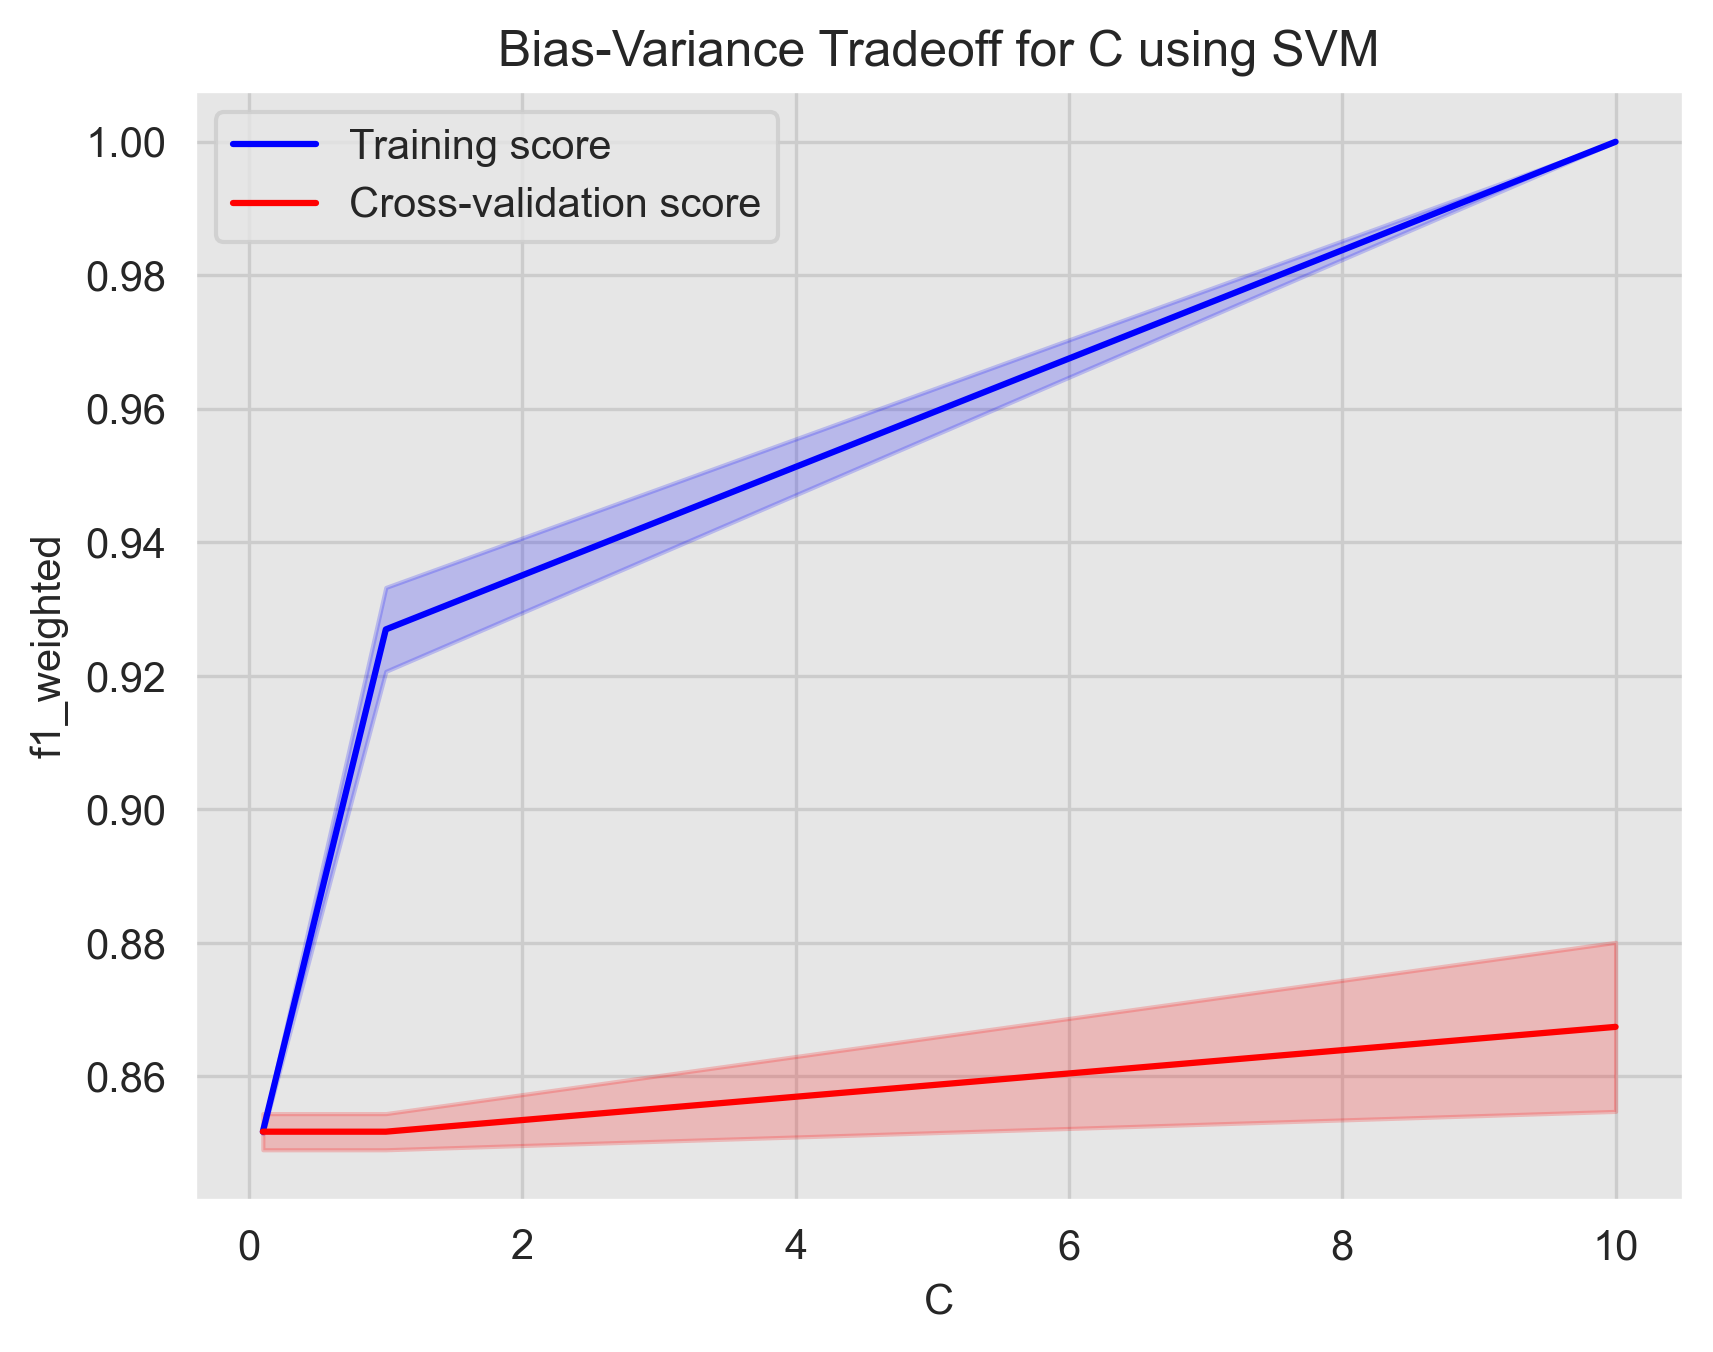 Bias-Variance Tradeoff for C using SVM
Training score
Cross-validation score
f1_weighted
1.00
0.98
0.96
0.94
0.92
0.90
0.88
0.86
0 2 4 6 8 10
C